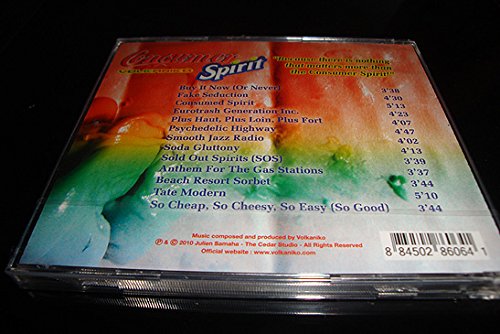 Consumer
Spirit
"Because there is nothing
that matters more than
the Consumer Spirit!"
Buy It Now (Or Never) 3'38
Fake Seduction 4'30
Consumed Spirit 5'13
Eurotrash Generation Inc. 4'23
Plus Haut, Plus Loin, Plus Fort 4'07
Psychedelic Highway 4'47
Smooth Jazz Radio 4'02
Soda Gluttony 4'13
Sold Out Spirits (SOS) 3'39
Anthem For The Gas Stations 3'37
Beach Resort Sorbet 3'44
Tate Modern 5'10
So Cheap, So Cheesy, So Easy (So Good) 3'44
Music composed and produced by Volkaniko
℗ & © 2010 Julien Bamaha - The Cedar Studio - All Rights Reserved
Official website : www.volkaniko.com
8 84502 86064 1